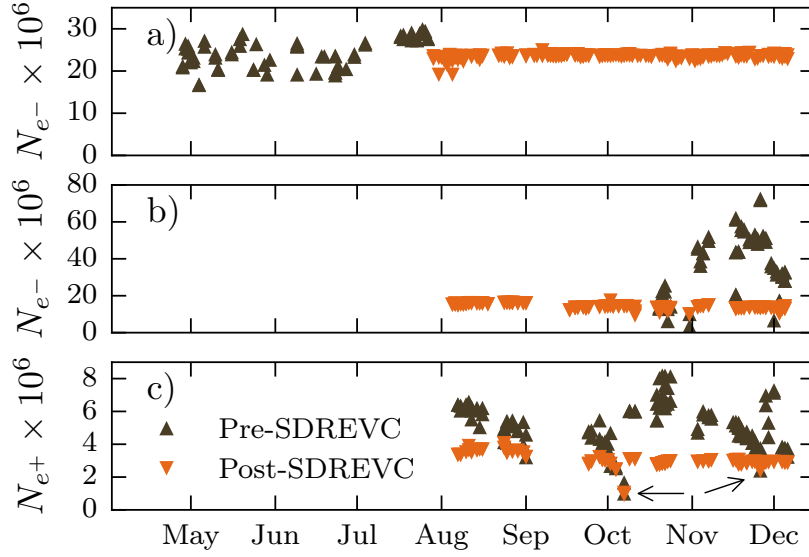 30
20
10
0
N_{e^-} × 10^6
a)
80
60
40
20
0
N_{e^-} × 10^6
b)
8
6
4
2
0
N_{e^+} × 10^6
c)
Pre-SDREVC
Post-SDREVC
May Jun Jul Aug Sep Oct Nov Dec